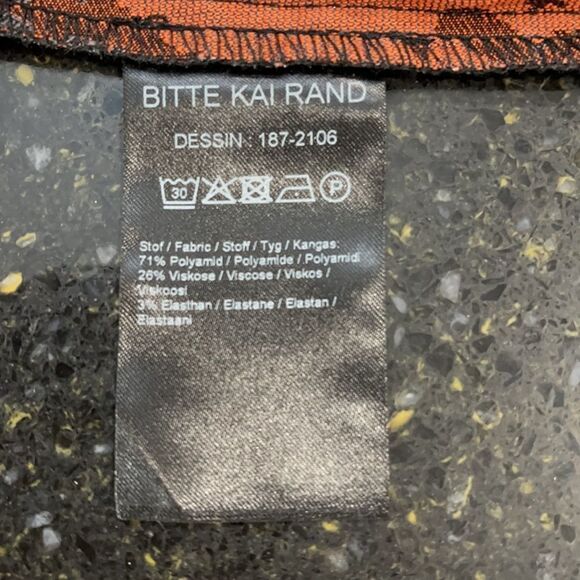 BITTE KAI RAND
DESSIN : 187-2106
30 P
Stof / Fabric / Stoff / Tyg / Kangas:
71% Polyamid / Polyamide / Polyamidi
26% Viskose / Viscose / Viskos /
Viskoosi
3% Elasthan / Elastane / Elastan /
Elastaani